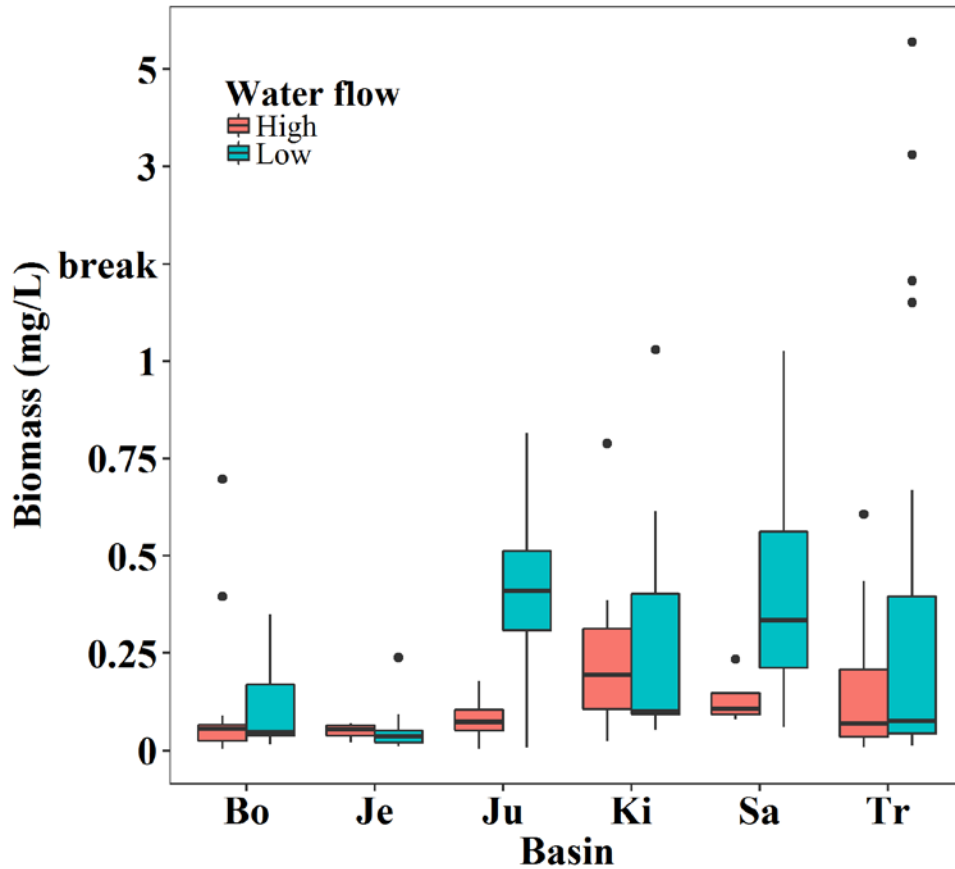 Biomass (mg/L)
5
3
break
1
0.75
0.5
0.25
0
Water flow
High
Low
Bo Je Ju Ki Sa Tr
Basin